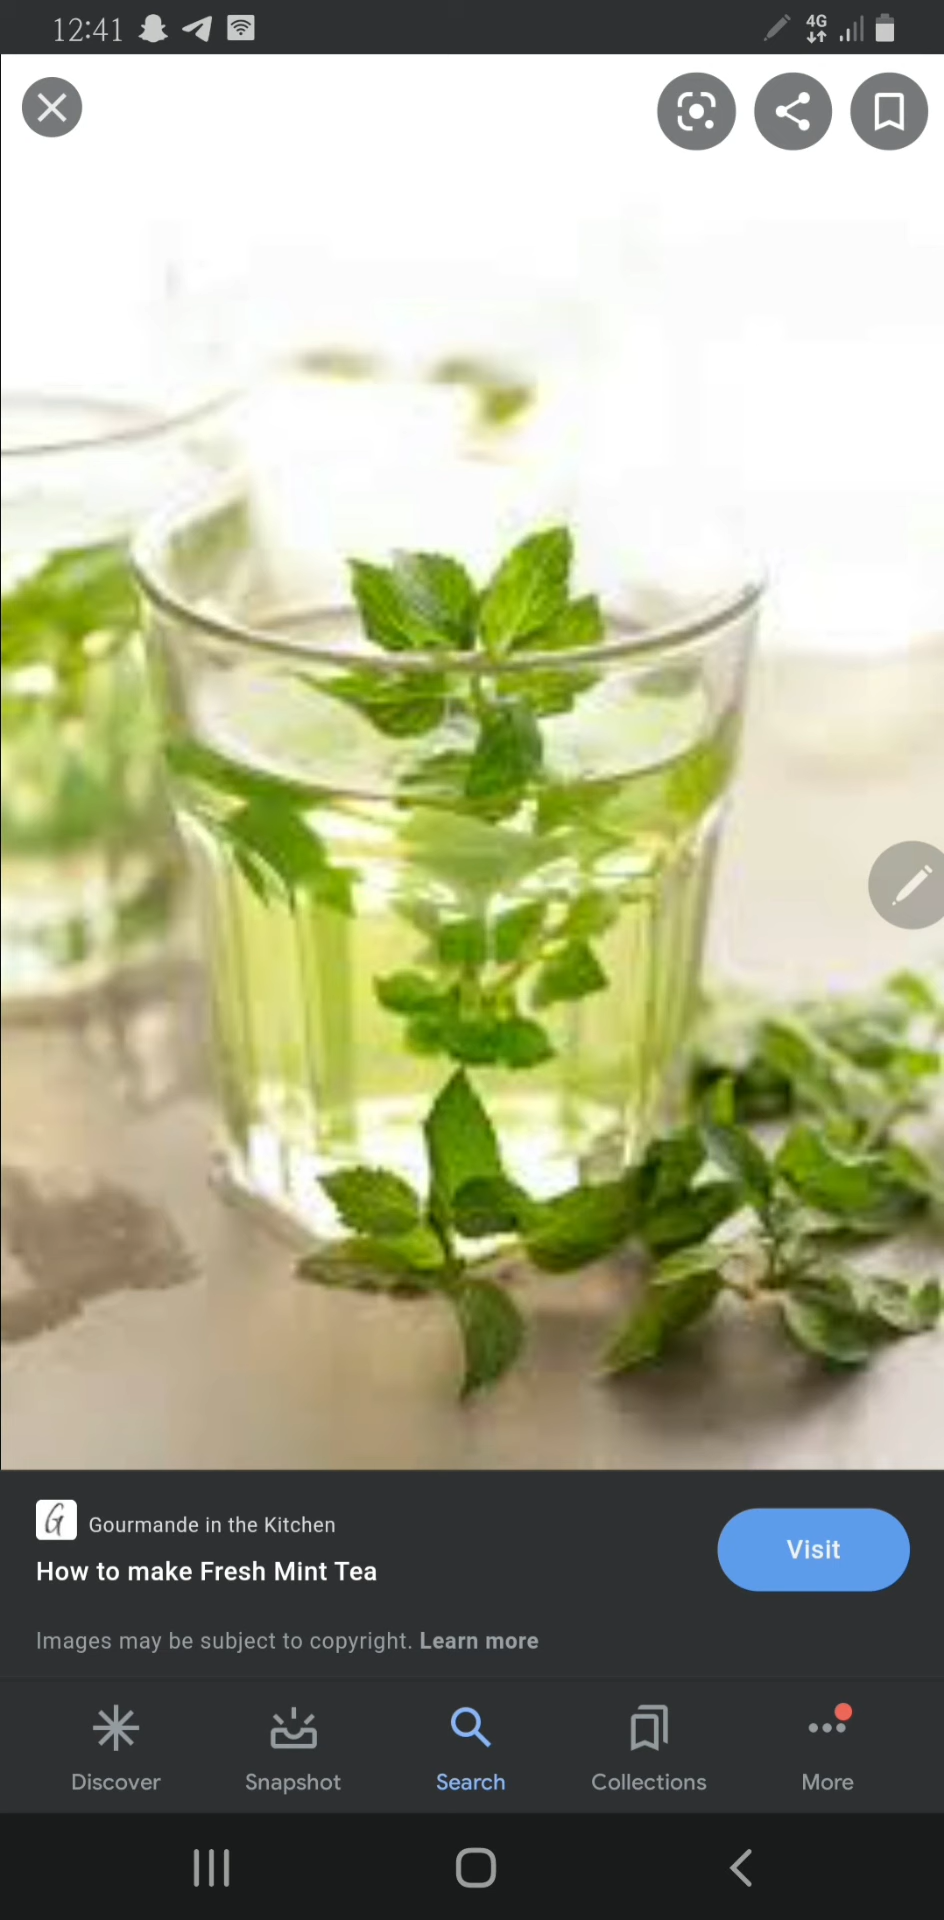 12:41
4G
G
Gourmande in the Kitchen
How to make Fresh Mint Tea
Visit
Images may be subject to copyright. Learn more
Discover Snapshot Search Collections More